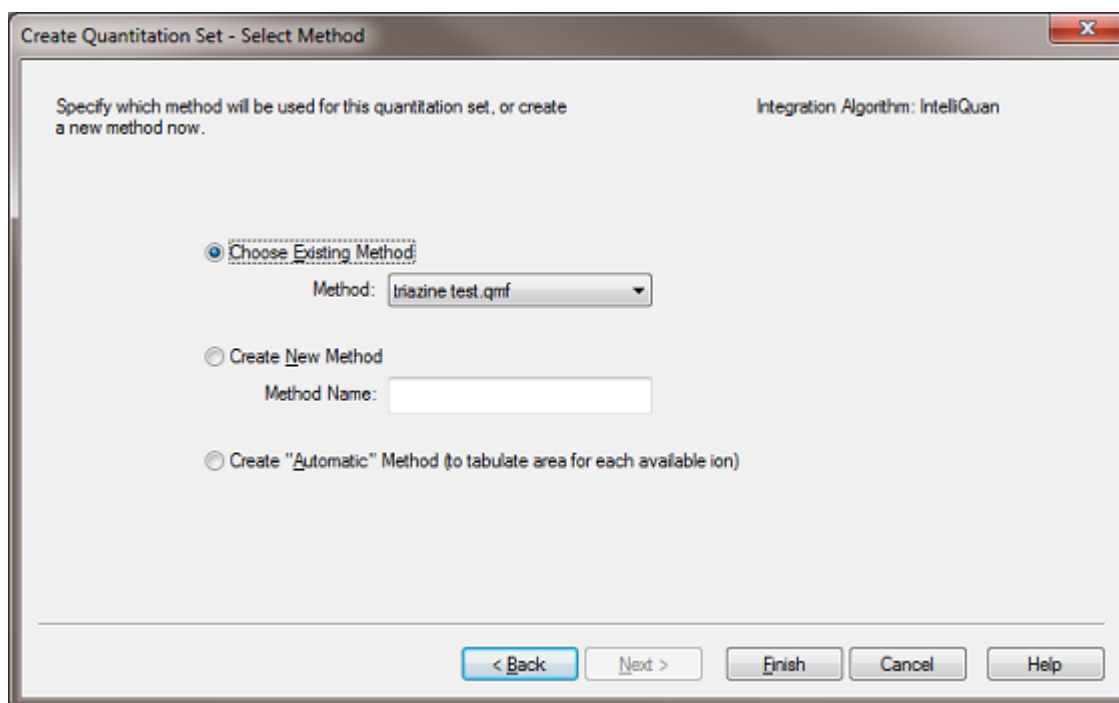 Create Quantitation Set - Select Method
Specify which method will be used for this quantitation set, or create
a new method now.
Integration Algorithm: IntelliQuan
Choose Existing Method
Method: triazine test.qmf
Create New Method
Method Name:
Create "Automatic" Method (to tabulate area for each available ion)
< Back Next > Finish Cancel Help